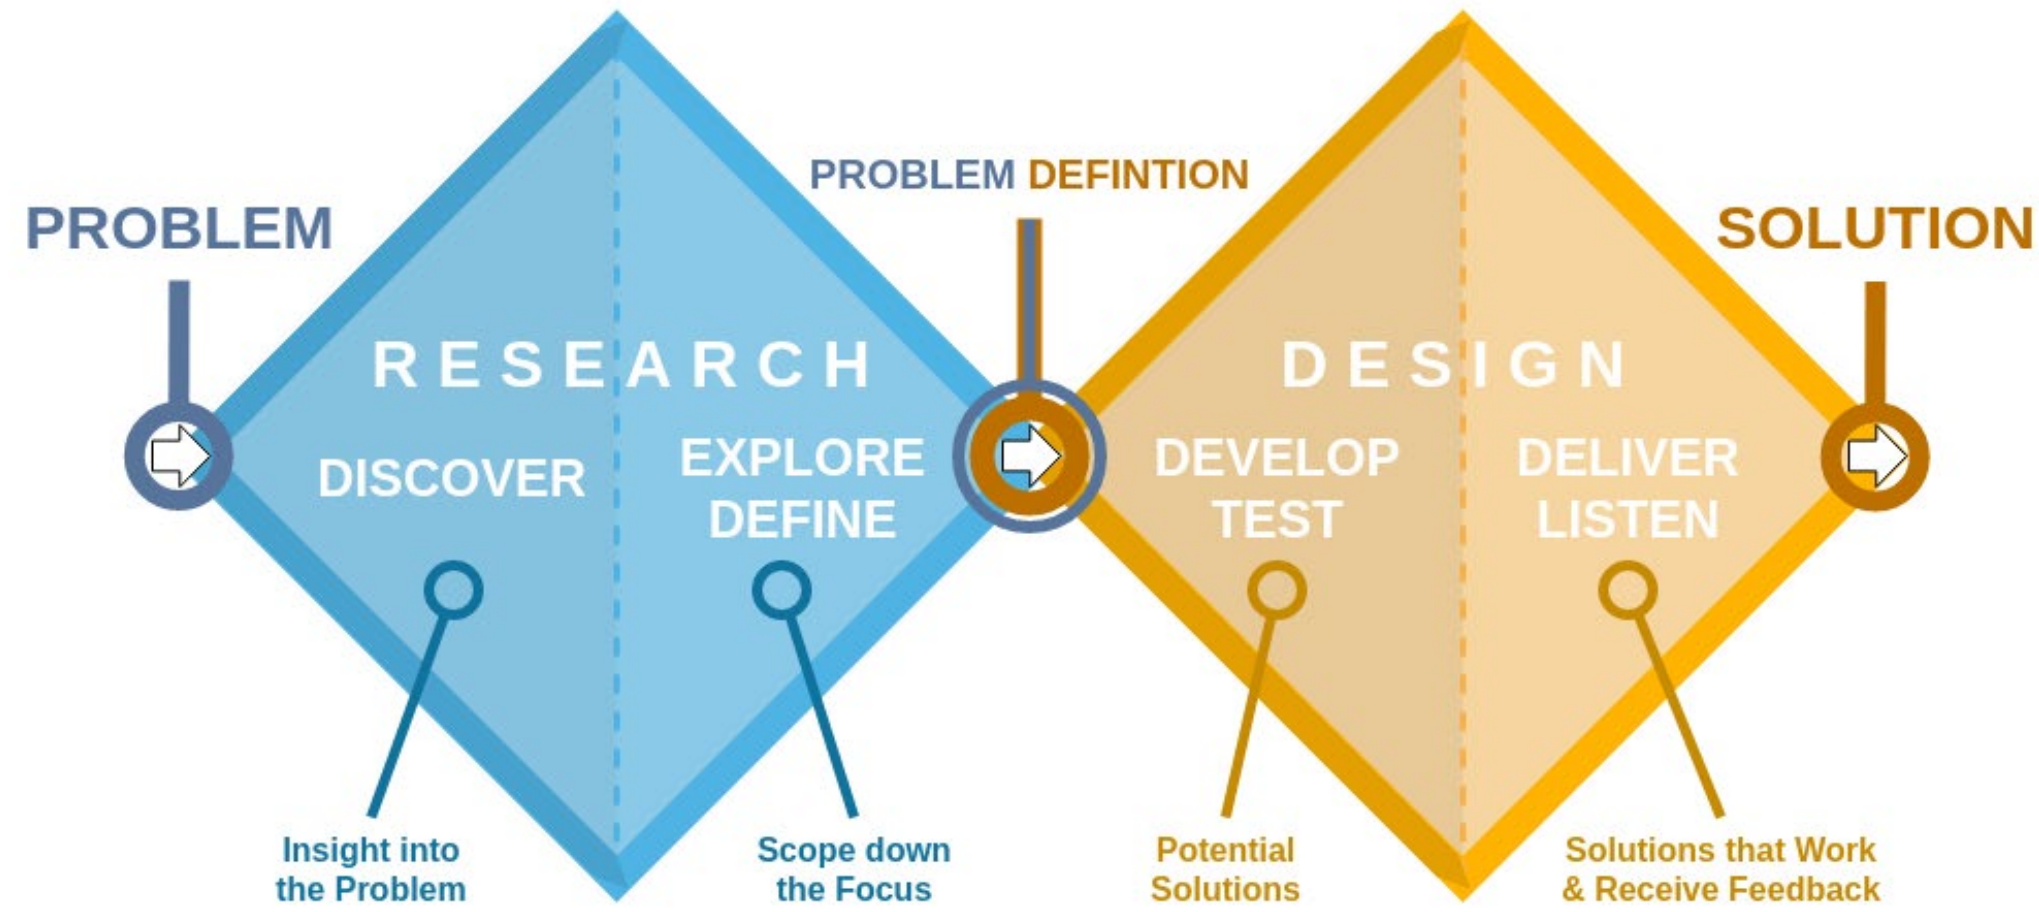 PROBLEM
PROBLEM DEFINTION
SOLUTION
RESEARCH
DISCOVER
EXPLORE
DEFINE
DESIGN
DEVELOP
TEST
DELIVER
LISTEN
Insight into
the Problem
Scope down
the Focus
Potential
Solutions
Solutions that Work
& Receive Feedback